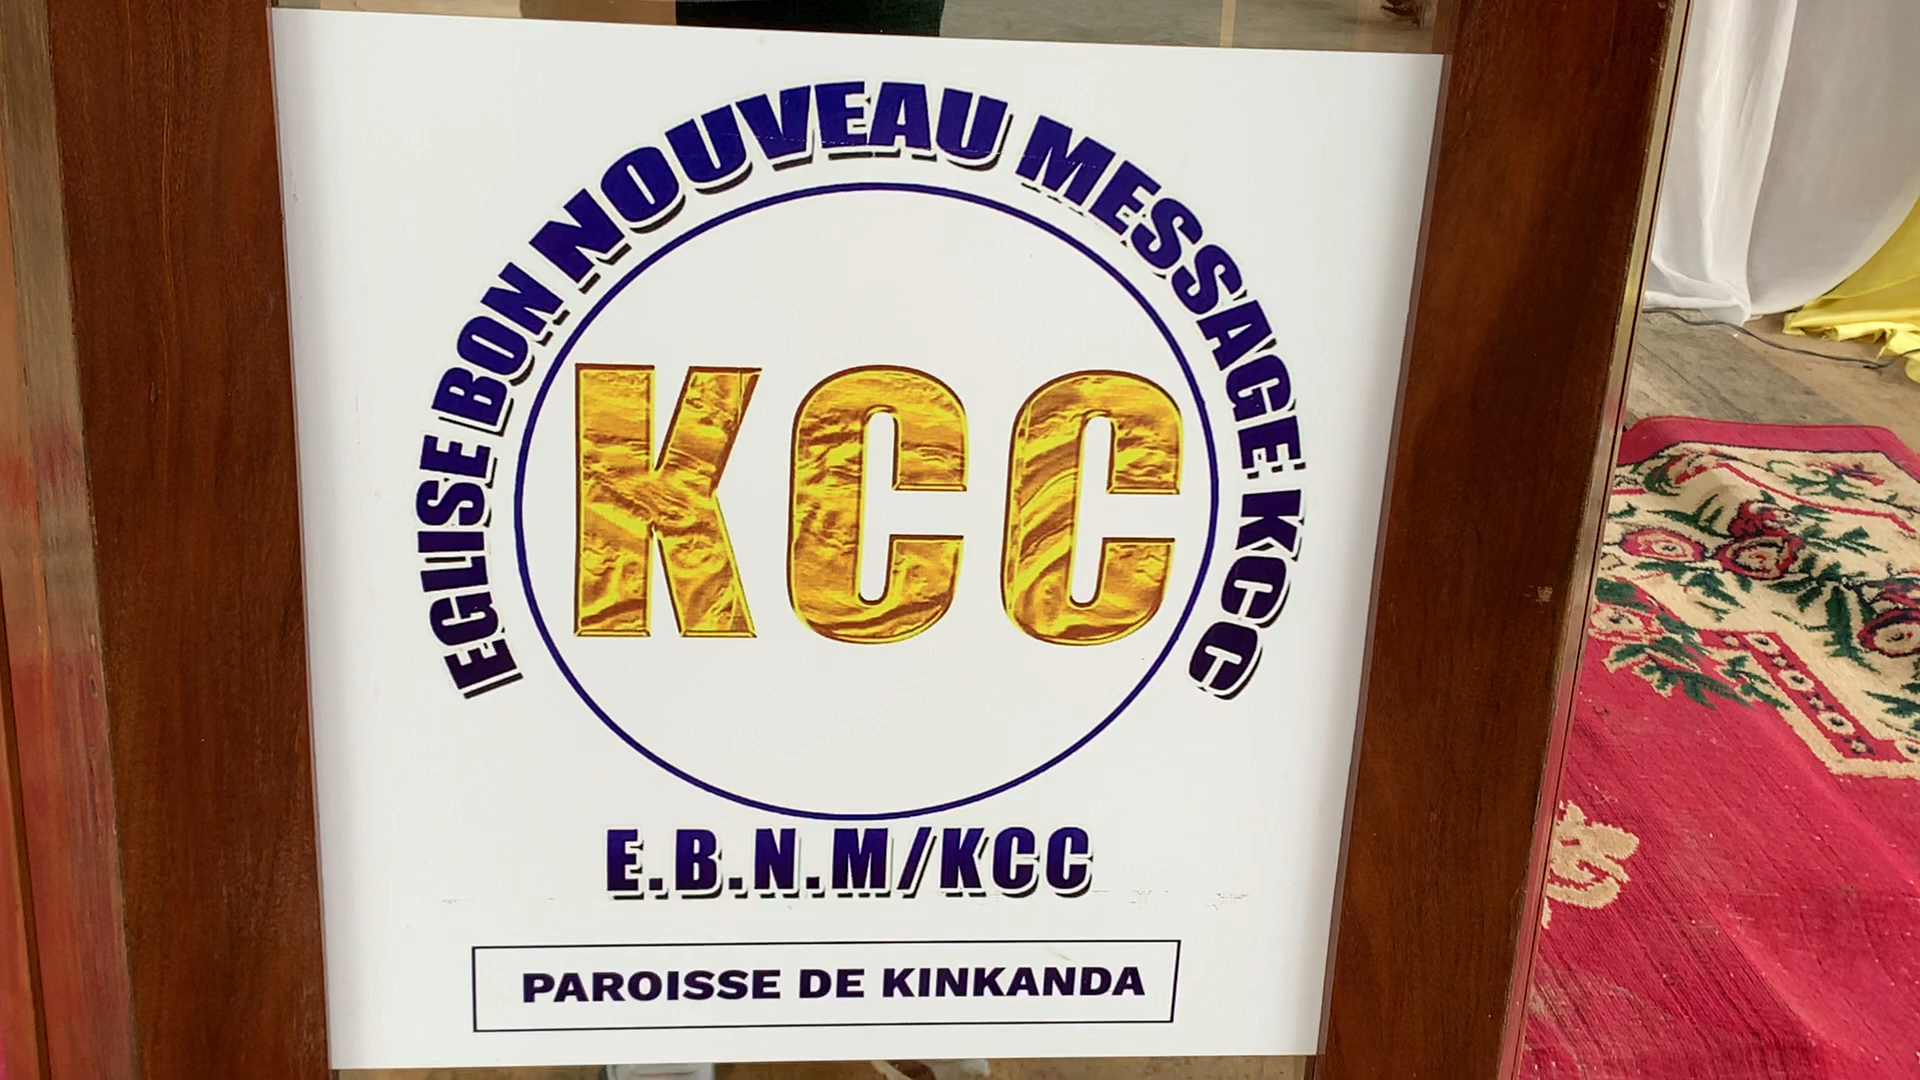 EGLISE BON NOUVEAU MESSAGE KCC
KCC
E.B.N.M/KCC
PAROISSE DE KINKANDA